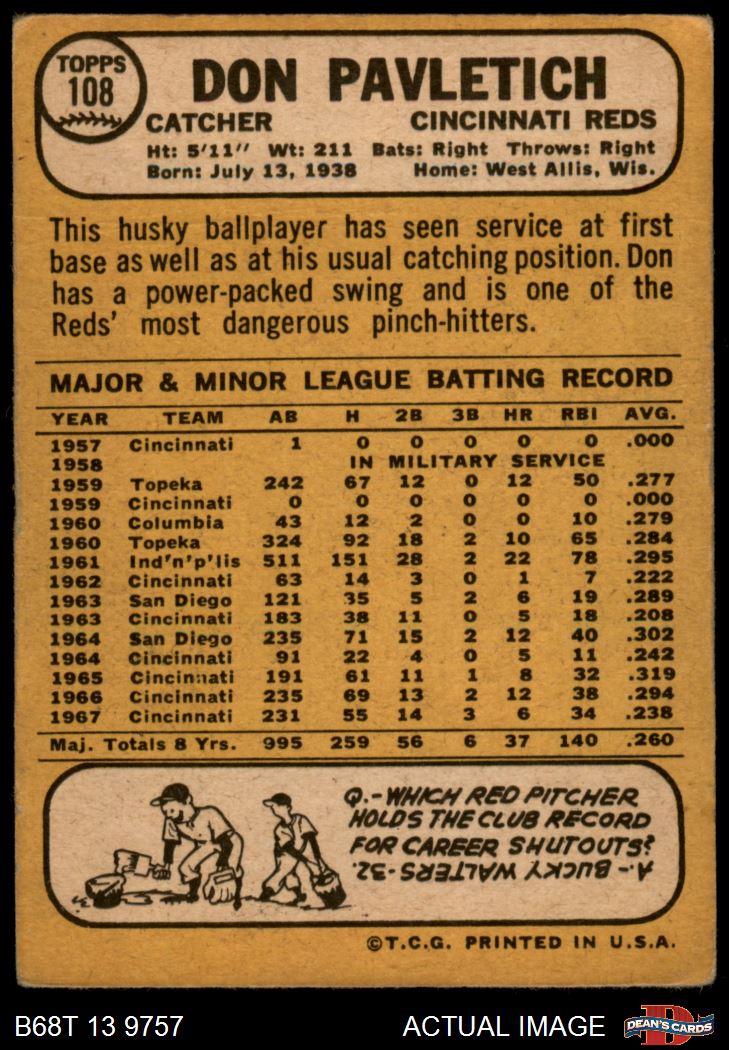 TOPPS
108
DON PAVLETICH
CATCHER CINCINNATI REDS
Ht: 5'11" Wt: 211 Bats: Right Throws: Right
Born: July 13, 1938 Home: West Allis, Wis.
This husky ballplayer has seen service at first
base as well as at his usual catching position. Don
has a power-packed swing and is one of the
Reds' most dangerous pinch-hitters.
MAJOR & MINOR LEAGUE BATTING RECORD
YEAR TEAM AB H 2B 3B HR RBI AVG.
1957 Cincinnati 1 0 0 0 0 0 .000
1958 IN MILITARY SERVICE
1959 Topeka 242 67 12 0 12 50 .277
1959 Cincinnati 0 0 0 0 0 0 .000
1960 Columbia 43 12 2 0 0 10 .279
1960 Topeka 324 92 18 2 10 65 .284
1961 Ind'n'p'lis 511 151 28 2 22 78 .295
1962 Cincinnati 63 14 3 0 1 7 .222
1963 San Diego 121 35 5 2 6 19 .289
1963 Cincinnati 183 38 11 0 5 18 .208
1964 San Diego 235 71 15 2 12 40 .302
1964 Cincinnati 91 22 4 0 5 11 .242
1965 Cincinnati 191 61 11 1 8 32 .319
1966 Cincinnati 235 69 13 2 12 38 .294
1967 Cincinnati 231 55 14 3 6 34 .238
Maj. Totals 8 Yrs. 995 259 56 6 37 140 .260
Q.-WHICH RED PITCHER
HOLDS THE CLUB RECORD
FOR CAREER SHUTOUTS?
A.-BUCKY WALTERS-32.
©T.C.G. PRINTED IN U.S.A.
B68T 13 9757 ACTUAL IMAGE DEAN'S CARDS